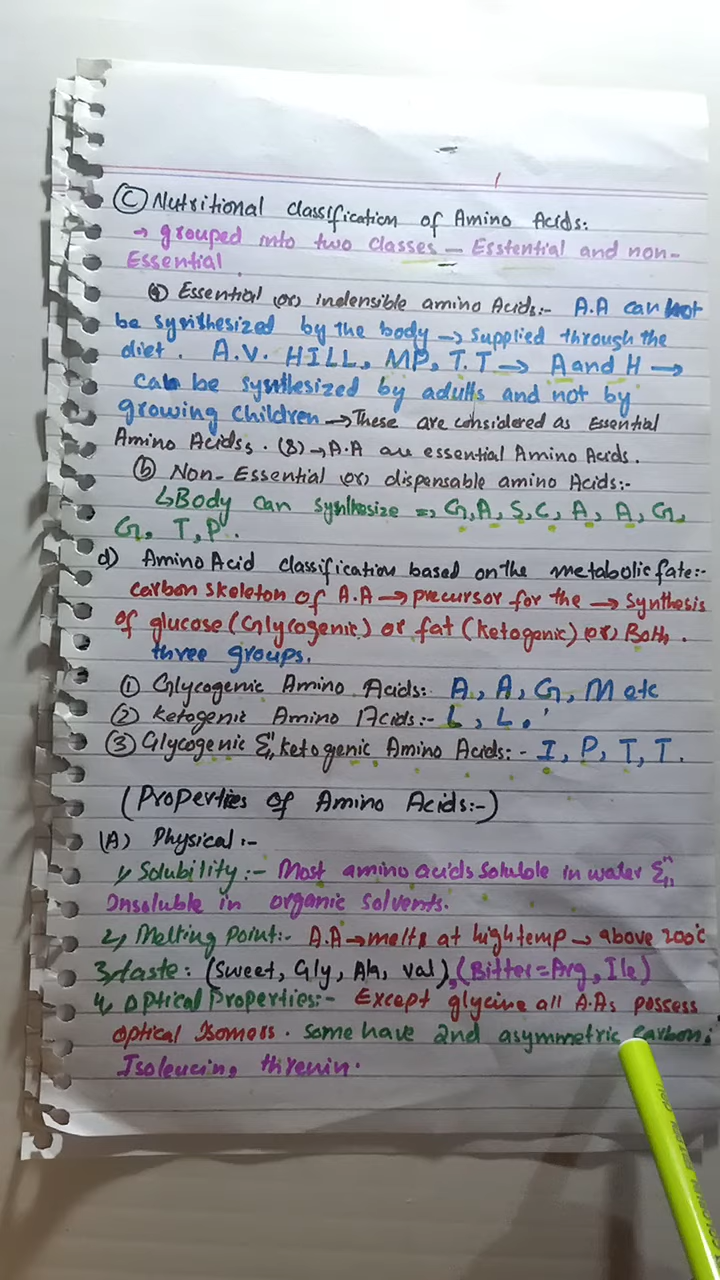 (C) Nutritional classification of Amino Acids:
→ grouped into two classes – Esstential and non-
Essential
(a) Essential (or) indensible amino Acids:- A.A can not
be synthesized by the body → supplied through the
diet. A.V. HILL, MP, T.T → A and H →
can be synthesized by adults and not by
growing children → These are considered as Essential
Amino Acids. (8) → A.A are essential Amino Acids.
(b) Non-Essential (or) dispensable amino Acids:-
↳ Body can synthesize ⇒ G, A, S, C, A, A, G,
G, T, P.
d) Amino Acid classification based on the metabolic fate:-
carbon skeleton of A.A → precursor for the → synthesis
of glucose (Glycogenic) or fat (Ketogenic) (or) Both.
three groups.
(1) Glycogenic Amino Acids: A, A, G, M etc
(2) Ketogenic Amino Acids:- L, L.
(3) Glycogenic & ketogenic Amino Acids:- I, P, T, T.
(Properties of Amino Acids:-)
(A) Physical:-
1, Solubility:- Most amino acids soluble in water &
Insoluble in organic solvents.
2, Melting Point:- A.A → melts at high temp → above 200°c
3, taste: (Sweet, Gly, Ala, Val), (Bitter = Arg, Ile)
4, Optical Properties:- Except glycine all A.As possess
optical Isomers. some have 2nd asymmetric carbon:
Isoleucine, threnin.